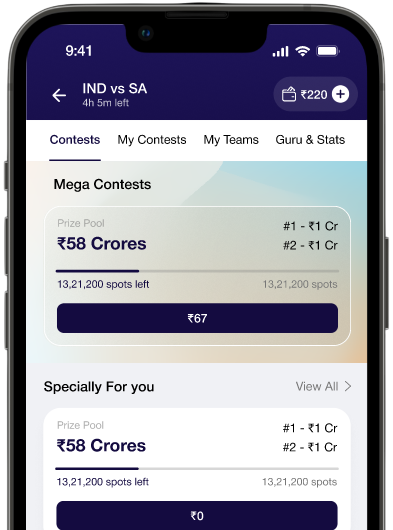 9:41
IND vs SA
4h 5m left
₹220
Contests My Contests My Teams Guru & Stats
Mega Contests
Prize Pool
#1 - ₹1 Cr
₹58 Crores
#2 - ₹1 Cr
13,21,200 spots left 13,21,200 spots
₹67
Specially For you View All
Prize Pool
#1 - ₹1 Cr
₹58 Crores
#2 - ₹1 Cr
13,21,200 spots left 13,21,200 spots
₹0